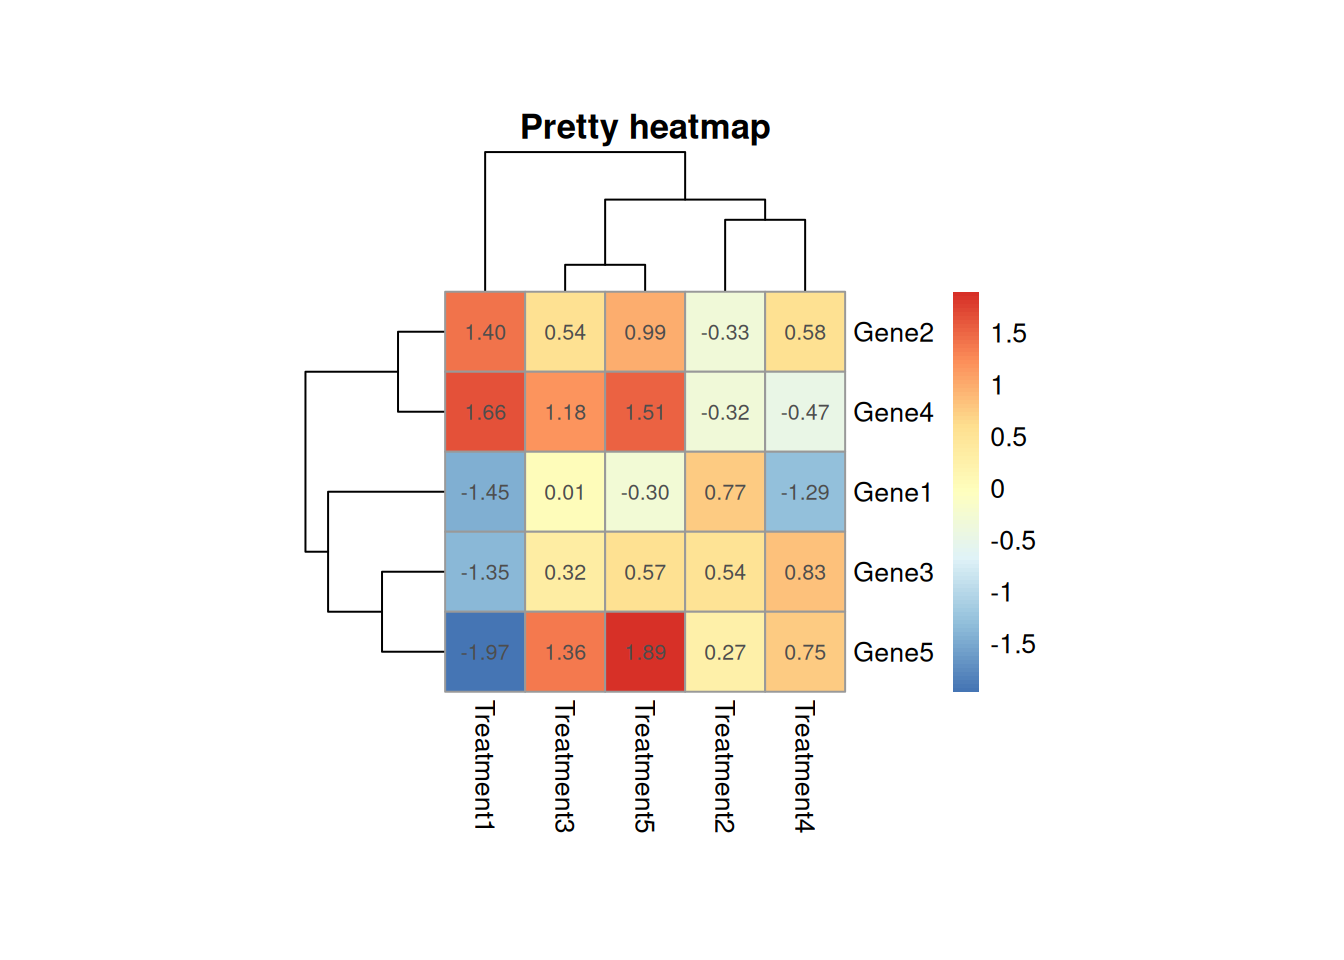 Pretty heatmap
1.40 0.54 0.99 -0.33 0.58 Gene2
1.66 1.18 1.51 -0.32 -0.47 Gene4
-1.45 0.01 -0.30 0.77 -1.29 Gene1
-1.35 0.32 0.57 0.54 0.83 Gene3
-1.97 1.36 1.89 0.27 0.75 Gene5
Treatment1
Treatment3
Treatment5
Treatment2
Treatment4
1.5
1
0.5
0
-0.5
-1
-1.5